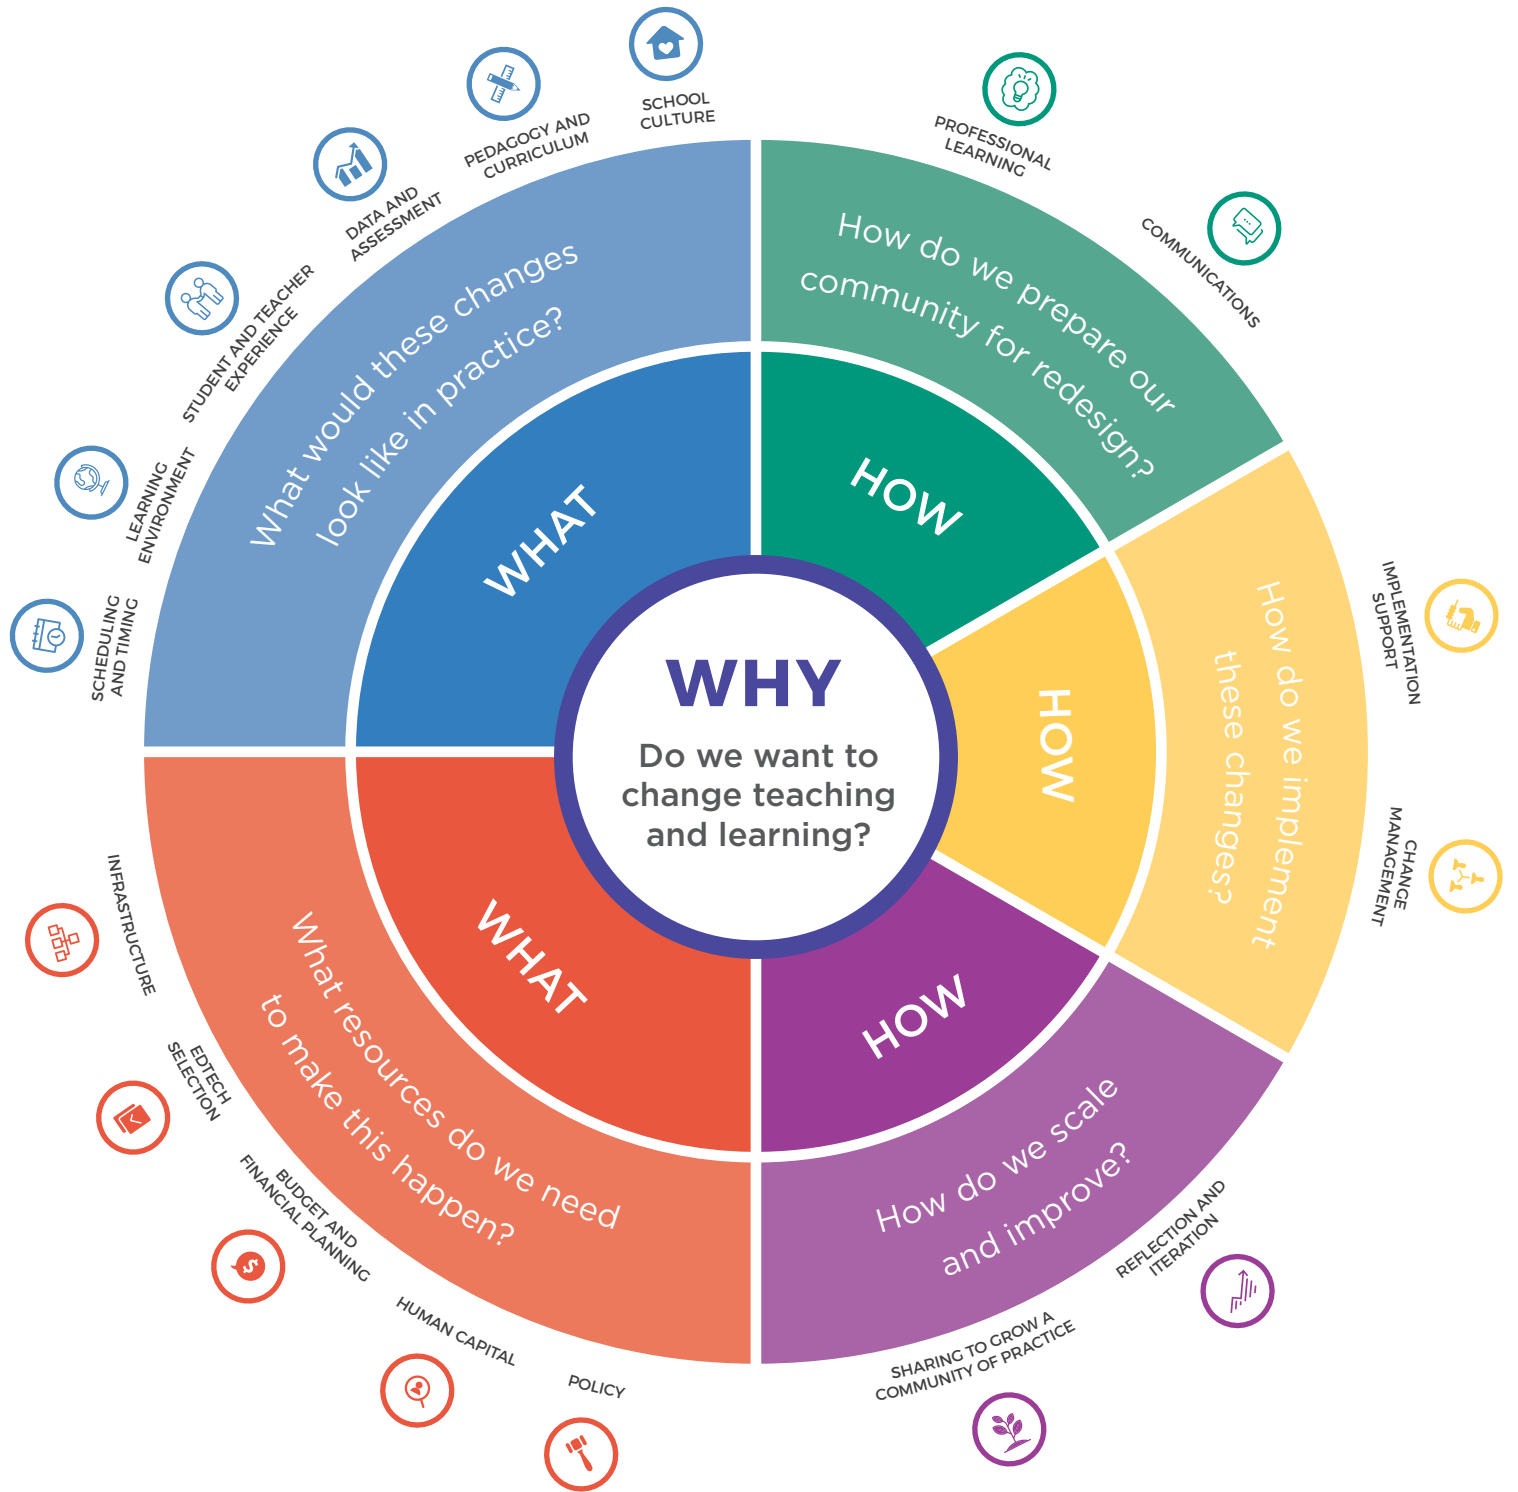 WHY
Do we want to
change teaching
and learning?
HOW
How do we prepare our
community for redesign?
PROFESSIONAL
LEARNING
COMMUNICATIONS
HOW
How do we implement
these changes?
IMPLEMENTATION
SUPPORT
CHANGE
MANAGEMENT
HOW
How do we scale
and improve?
REFLECTION AND
ITERATION
SHARING TO GROW A
COMMUNITY OF PRACTICE
WHAT
What resources do we need
to make this happen?
POLICY
HUMAN CAPITAL
BUDGET AND
FINANCIAL PLANNING
EDTECH
SELECTION
INFRASTRUCTURE
WHAT
What would these changes
look like in practice?
SCHEDULING
AND TIMING
LEARNING
ENVIRONMENT
STUDENT AND TEACHER
EXPERIENCE
DATA AND
ASSESSMENT
PEDAGOGY AND
CURRICULUM
SCHOOL
CULTURE
$